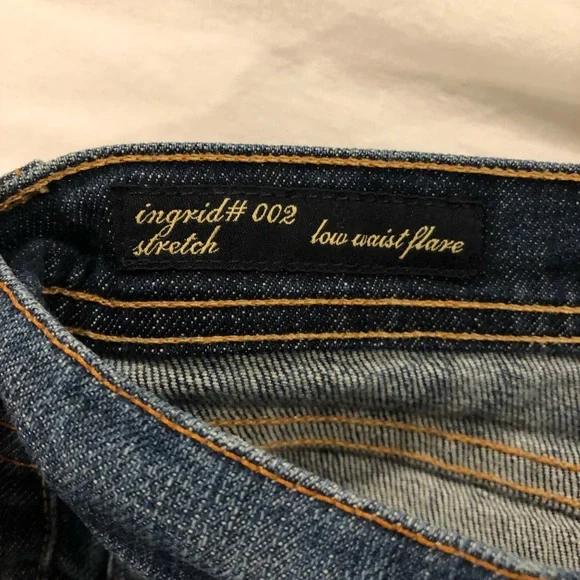 ingrid# 002
stretch low waist flare